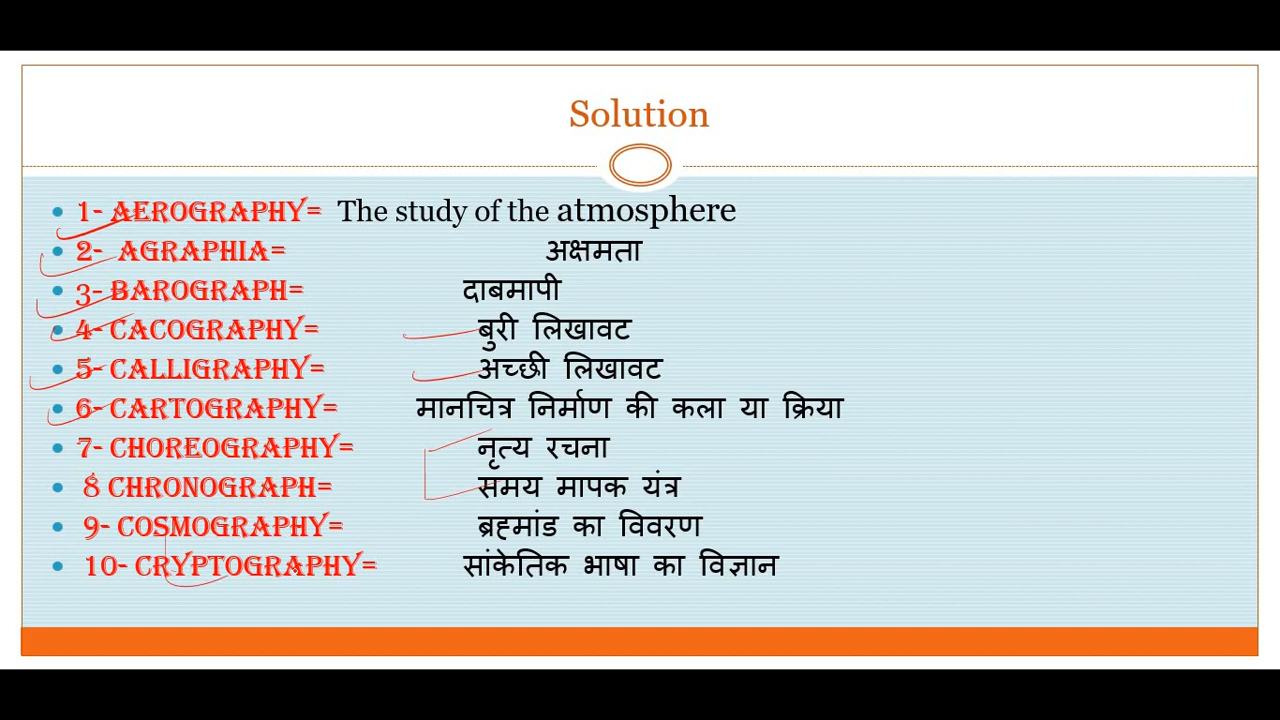 Solution
1- AEROGRAPHY= The study of the atmosphere
2- AGRAPHIA= अक्षमता
3- BAROGRAPH= दाबमापी
4- CACOGRAPHY= बुरी लिखावट
5- CALLIGRAPHY= अच्छी लिखावट
6- CARTOGRAPHY= मानचित्र निर्माण की कला या क्रिया
7- CHOREOGRAPHY= नृत्य रचना
8 CHRONOGRAPH= समय मापक यंत्र
9- COSMOGRAPHY= ब्रह्मांड का विवरण
10- CRYPTOGRAPHY= सांकेतिक भाषा का विज्ञान